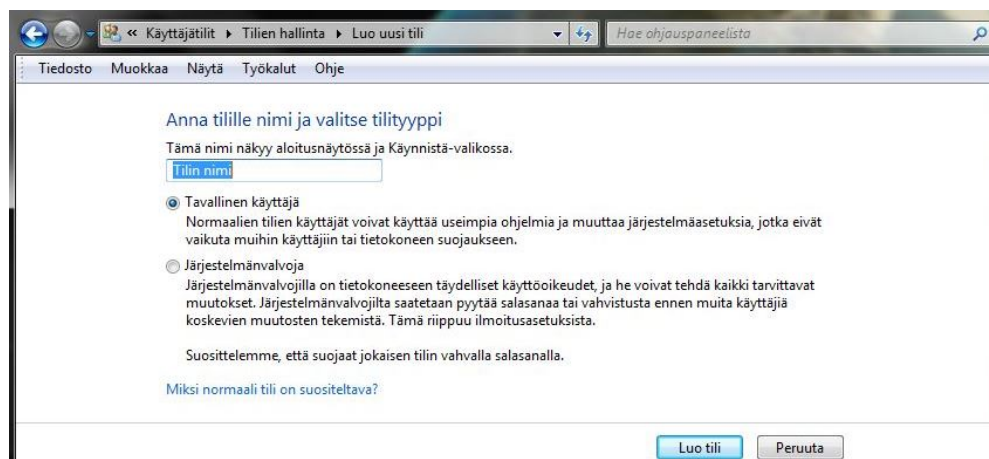 « Käyttäjätilit ▸ Tilien hallinta ▸ Luo uusi tili
Hae ohjauspaneelista
Tiedosto Muokkaa Näytä Työkalut Ohje
Anna tilille nimi ja valitse tilityyppi
Tämä nimi näkyy aloitusnäytössä ja Käynnistä-valikossa.
Tilin nimi
Tavallinen käyttäjä
Normaalien tilien käyttäjät voivat käyttää useimpia ohjelmia ja muuttaa järjestelmäasetuksia, jotka eivät
vaikuta muihin käyttäjiin tai tietokoneen suojaukseen.
Järjestelmänvalvoja
Järjestelmänvalvojilla on tietokoneeseen täydelliset käyttöoikeudet, ja he voivat tehdä kaikki tarvittavat
muutokset. Järjestelmänvalvojilta saatetaan pyytää salasanaa tai vahvistusta ennen muita käyttäjiä
koskevien muutosten tekemistä. Tämä riippuu ilmoitusasetuksista.
Suosittelemme, että suojaat jokaisen tilin vahvalla salasanalla.
Miksi normaali tili on suositeltava?
Luo tili Peruuta